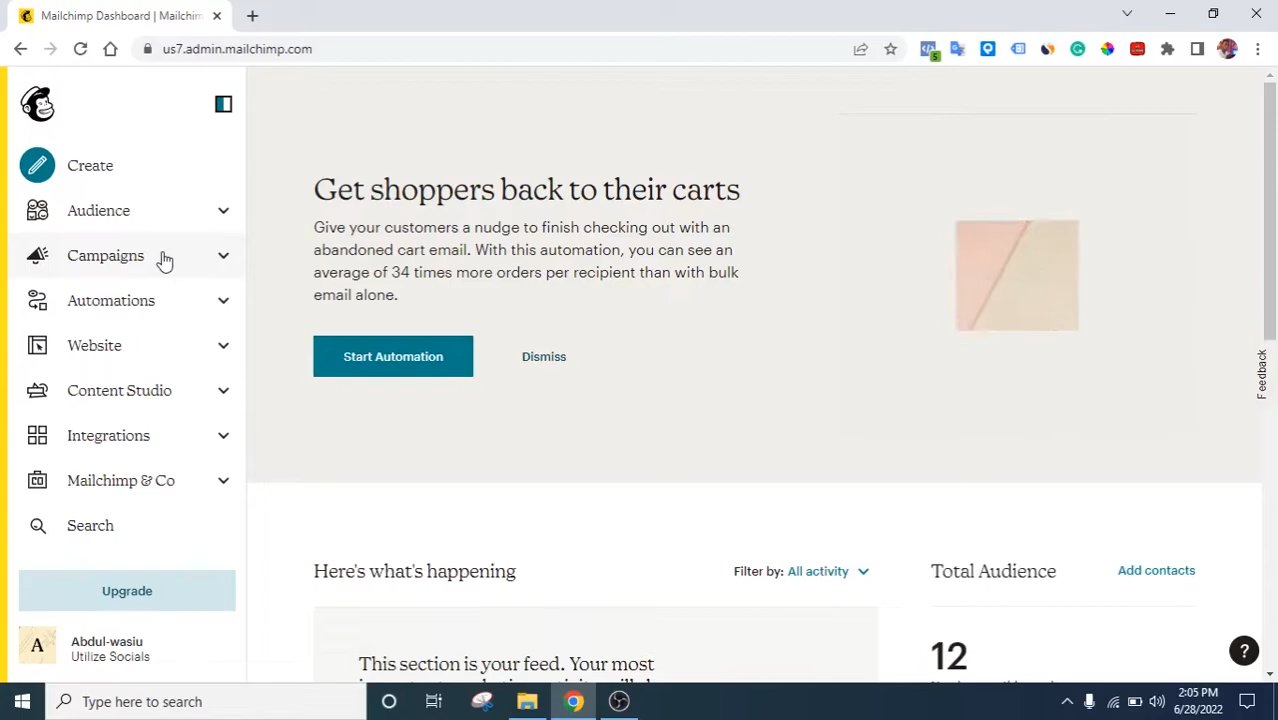 Mailchimp Dashboard | Mailchim
us7.admin.mailchimp.com
5
Create
Audience
Campaigns
Automations
Website
Content Studio
Integrations
CO
Mailchimp & Co
Search
Upgrade
A
Abdul-wasiu
Utilize Socials
Get shoppers back to their carts
Give your customers a nudge to finish checking out with an
abandoned cart email. With this automation, you can see an
average of 34 times more orders per recipient than with bulk
email alone.
Start Automation
Dismiss
Feedback
Here's what's happening
Filter by: All activity
Total Audience
Add contacts
This section is your feed. Your most
12
?
Type here to search
2:05 PM
6/28/2022